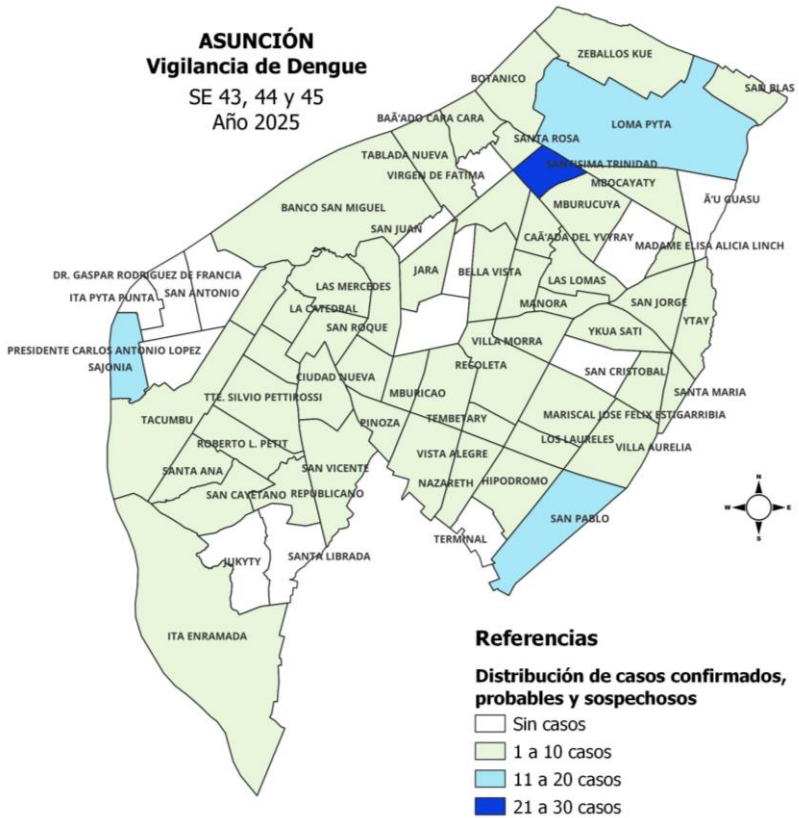 ASUNCIÓN
Vigilancia de Dengue
SE 43, 44 y 45
Año 2025
ZEBALLOS KUE
BOTANICO
SAN BLAS
BAÃ'ADO CARA CARA
LOMA PYTA
SANTA ROSA
TABLADA NUEVA
SANTISIMA TRINIDAD
VIRGEN DE FATIMA
MBOCAYATY
Ã'U GUASU
MBURUCUYA
BANCO SAN MIGUEL
SAN JUAN
CAÃ'ADA DEL YVYRAY
MADAME ELISA ALICIA LINCH
DR. GASPAR RODRIGUEZ DE FRANCIA
JARA
BELLA VISTA
LAS LOMAS
LAS MERCEDES
ITA PYTA PUNTA
SAN ANTONIO
MANORA
SAN JORGE
LA CATEDRAL
YTAY
SAN ROQUE
YKUA SATI
VILLA MORRA
PRESIDENTE CARLOS ANTONIO LOPEZ
SAJONIA
RECOLETA
SAN CRISTOBAL
CIUDAD NUEVA
MBURICAO
SANTA MARIA
TTE. SILVIO PETTIROSSI
TACUMBU
PINOZA
TEMBETARY
MARISCAL JOSE FELIX ESTIGARRIBIA
ROBERTO L. PETIT
LOS LAURELES
VILLA AURELIA
VISTA ALEGRE
SANTA ANA
SAN VICENTE
NAZARETH
HIPODROMO
SAN CAYETANO
REPUBLICANO
SAN PABLO
TERMINAL
JUKYTY
SANTA LIBRADA
N
W
E
S
ITA ENRAMADA
Referencias
Distribución de casos confirmados,
probables y sospechosos
Sin casos
1 a 10 casos
11 a 20 casos
21 a 30 casos